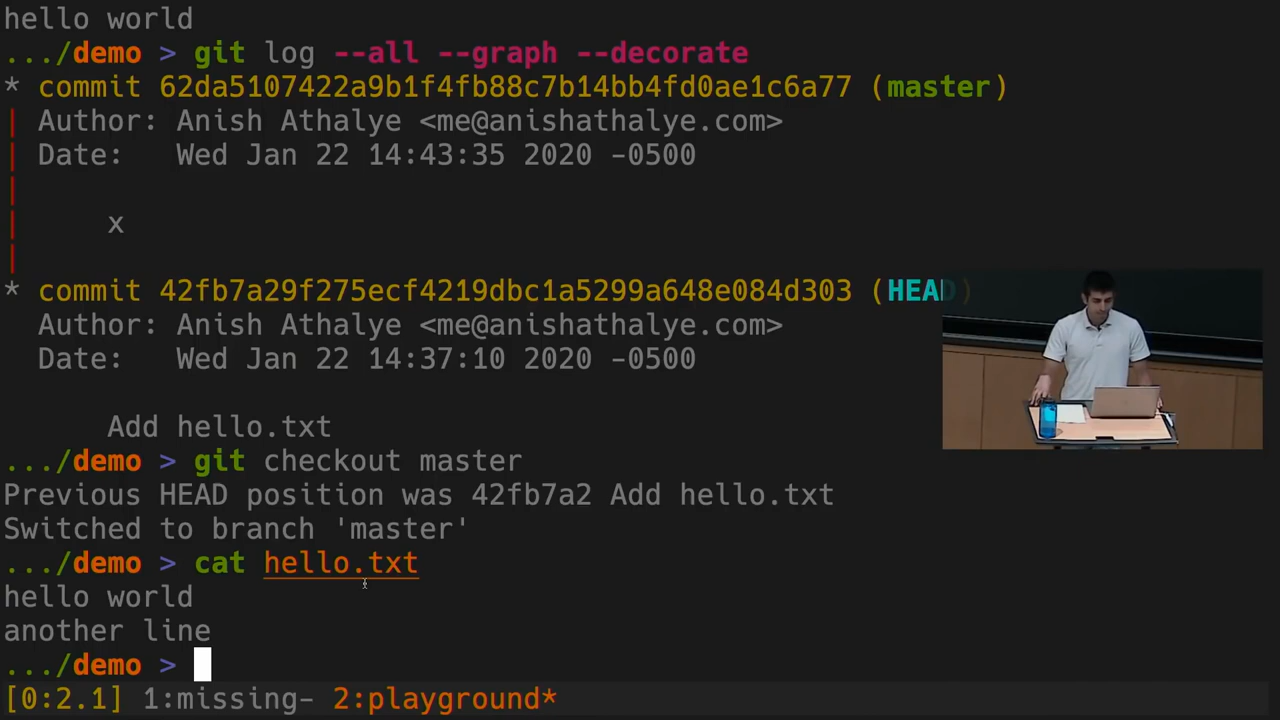 hello world
.../demo > git log --all --graph --decorate
* commit 62da5107422a9b1f4fb88c7b14bb4fd0ae1c6a77 (master)
| Author: Anish Athalye <me@anishathalye.com>
| Date:   Wed Jan 22 14:43:35 2020 -0500
|
|     x
|
* commit 42fb7a29f275ecf4219dbc1a5299a648e084d303 (HEAD)
  Author: Anish Athalye <me@anishathalye.com>
  Date:   Wed Jan 22 14:37:10 2020 -0500
      Add hello.txt
.../demo > git checkout master
Previous HEAD position was 42fb7a2 Add hello.txt
Switched to branch 'master'
.../demo > cat hello.txt
hello world
another line
.../demo >
[0:2.1] 1:missing- 2:playground*